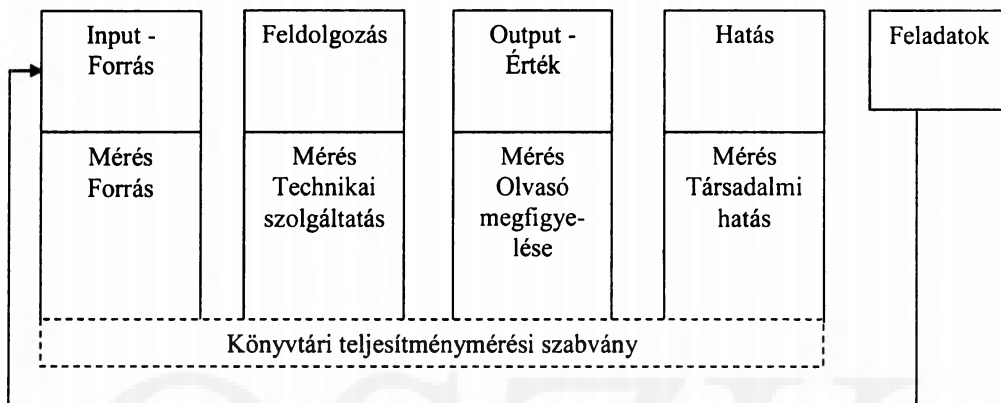 Input -
Forrás
Feldolgozás
Output -
Érték
Hatás
Feladatok
Mérés
Forrás
Mérés
Technikai
szolgáltatás
Mérés
Olvasó
megfigye-
lése
Mérés
Társadalmi
hatás
Könyvtári teljesítménymérési szabvány